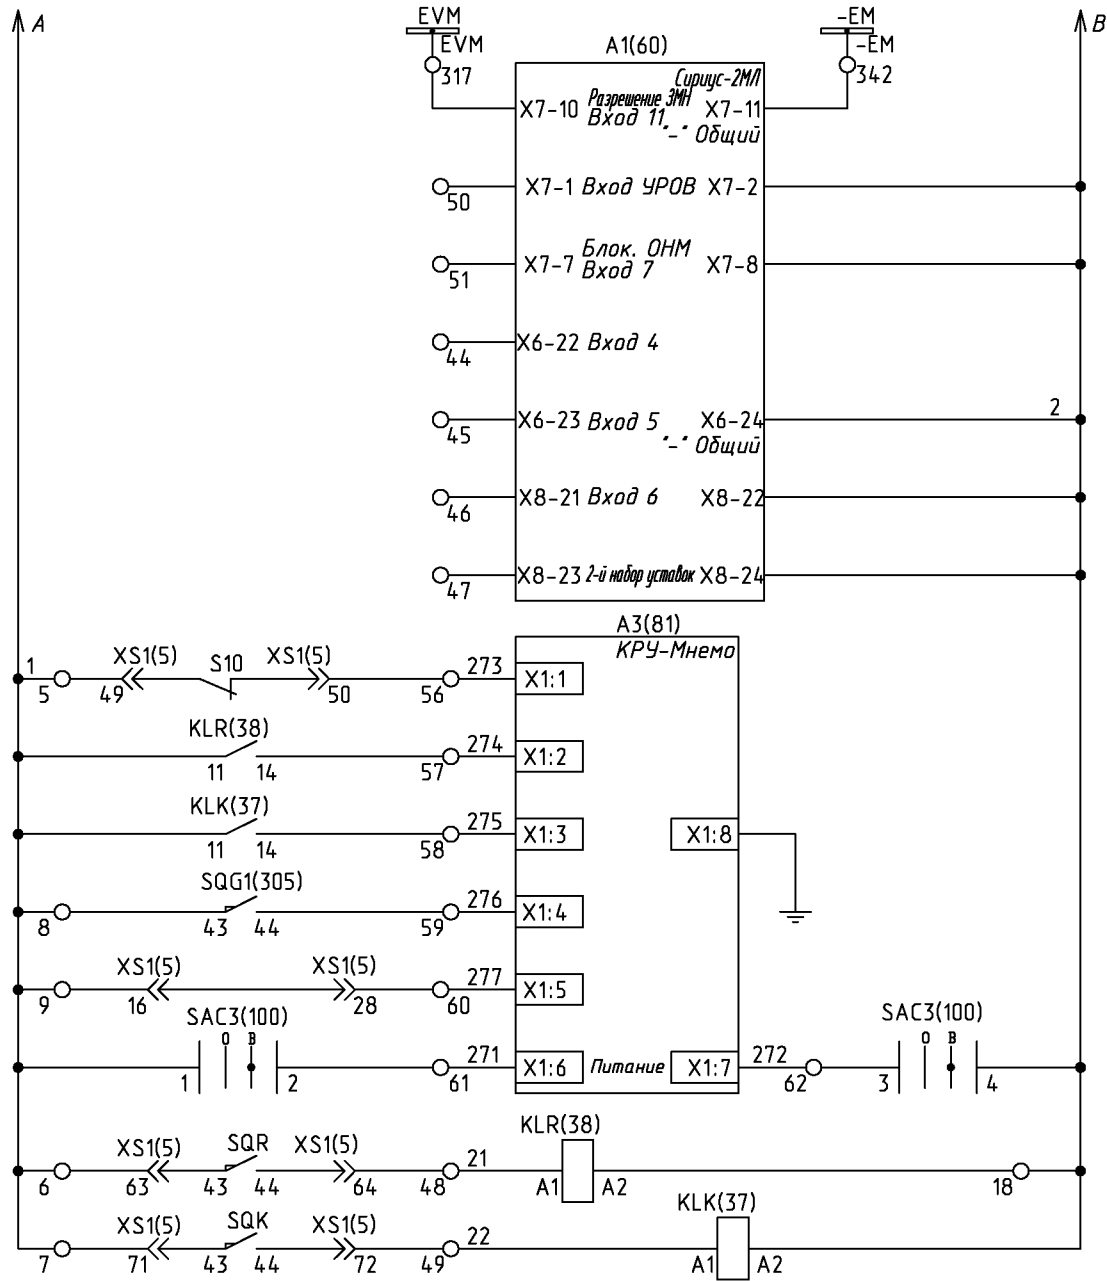 A
EVM
-EM
B
EVM
A1(60)
-EM
317
342
Сириус-2МЛ
X7-10 Разрешение ЗМН X7-11
Вход 11
"-" Общий
X7-1 Вход УРОВ X7-2
50
Блок. ОНМ
X7-7 Вход 7 X7-8
51
X6-22 Вход 4
44
2
X6-23 Вход 5 X6-24
45
"-" Общий
X8-21 Вход 6 X8-22
46
X8-23 2-й набор уставок X8-24
47
A3(81)
КРУ-Мнемо
1 XS1(5) S10 XS1(5) 273
X1:1
5 49 50 56
KLR(38)
274
X1:2
11 14 57
KLK(37)
275
X1:3 X1:8
11 14 58
SQG1(305)
276
X1:4
8 43 44 59
XS1(5) XS1(5) 277
X1:5
9 16 28 60
SAC3(100) SAC3(100)
О В О В
271 272
X1:6 Питание X1:7
1 2 61 62 3 4
KLR(38)
XS1(5) SQR XS1(5) 21
6 63 43 44 64 48 A1 A2 18
KLK(37)
XS1(5) SQK XS1(5) 22
7 71 43 44 72 49 A1 A2